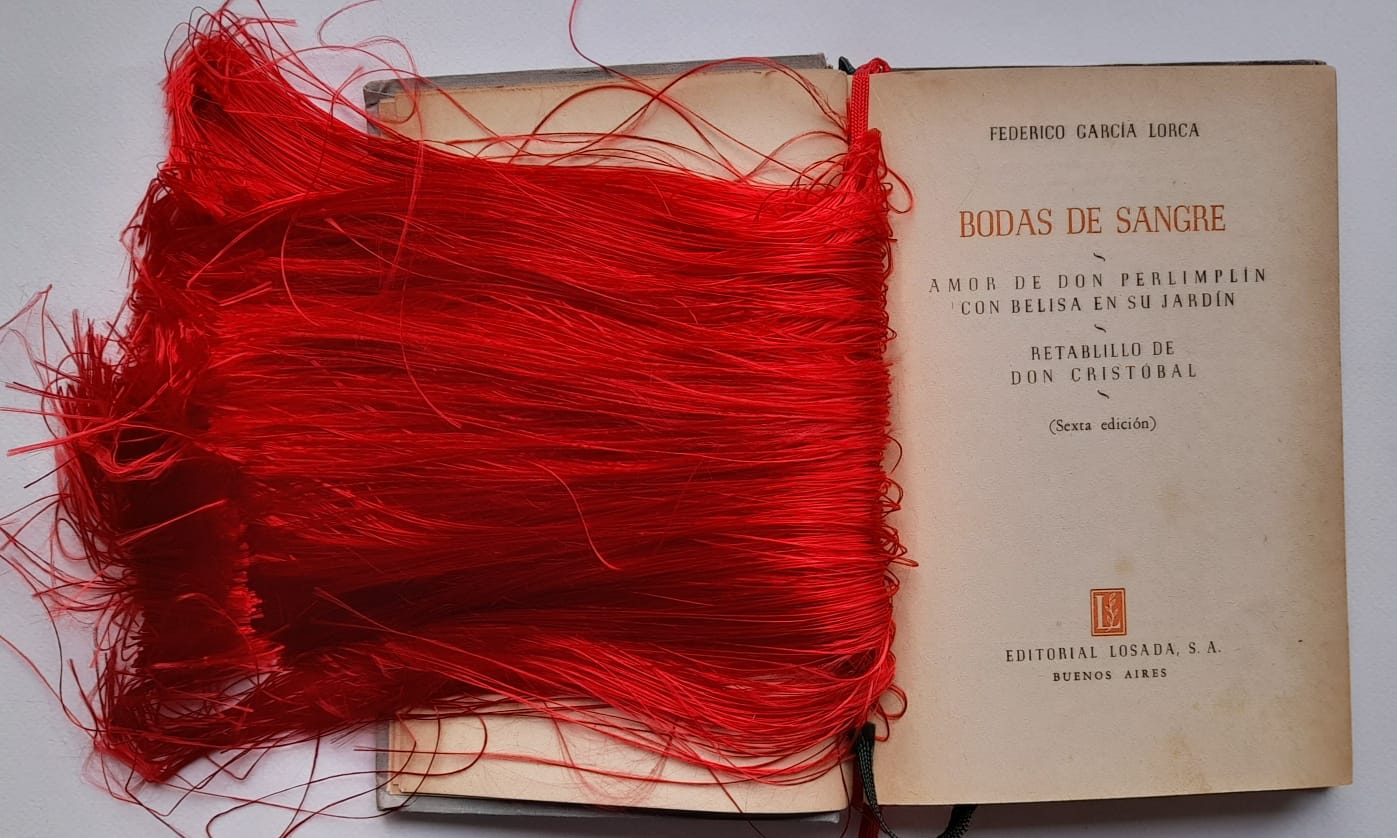 FEDERICO GARCÍA LORCA
BODAS DE SANGRE
AMOR DE DON PERLIMPLÍN
CON BELISA EN SU JARDÍN
RETABLILLO DE
DON CRISTÓBAL
(Sexta edición)
L
EDITORIAL LOSADA, S. A.
BUENOS AIRES